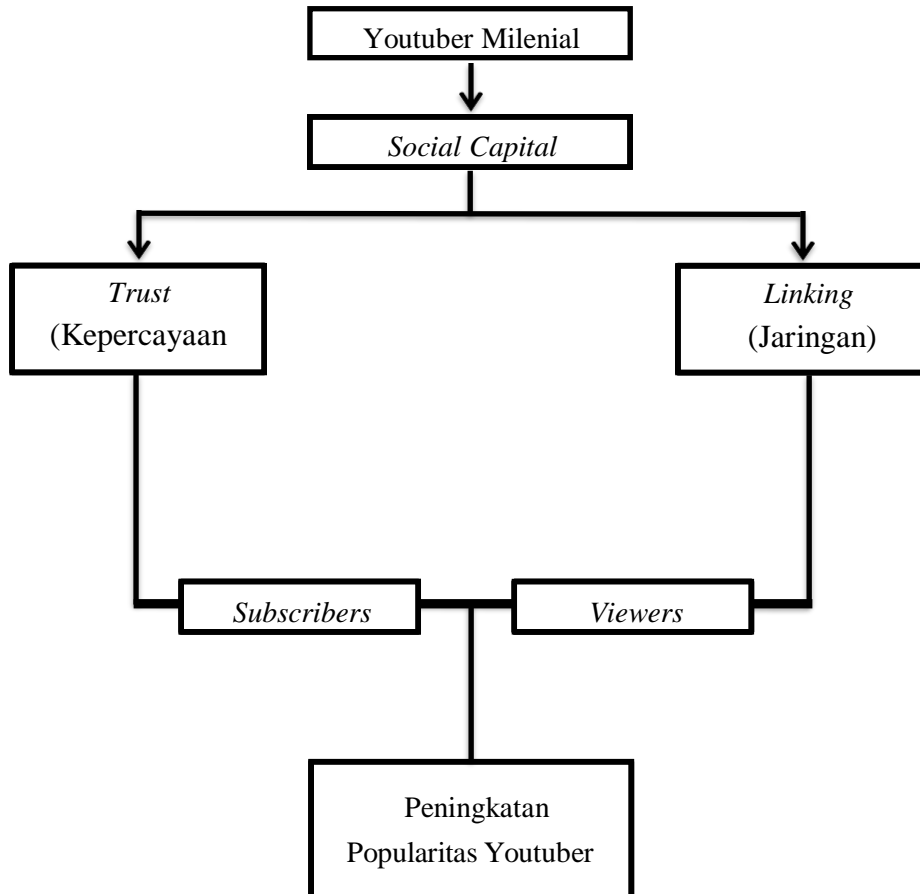 Youtuber Milenial
Social Capital
Trust
(Kepercayaan
Linking
(Jaringan)
Subscribers
Viewers
Peningkatan
Popularitas Youtuber